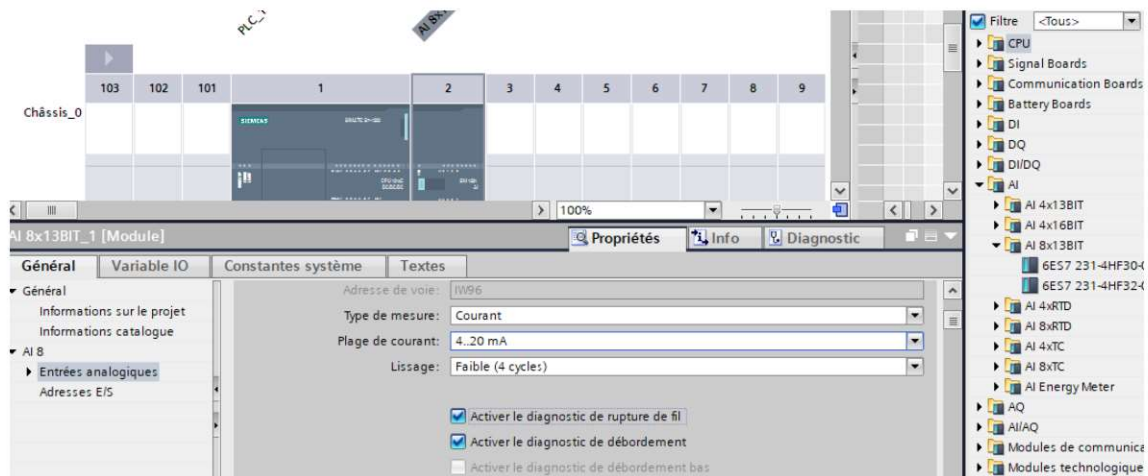 PLC_1
AI 8x1
103 102 101 1 2 3 4 5 6 7 8 9
Châssis_0
SIEMENS
100%
AI 8x13BIT_1 [Module]
Propriétés Info Diagnostic
Général Variable IO Constantes système Textes
Général
Informations sur le projet
Informations catalogue
AI 8
Entrées analogiques
Adresses E/S
Adresse de voie: IW96
Type de mesure: Courant
Plage de courant: 4..20 mA
Lissage: Faible (4 cycles)
Activer le diagnostic de rupture de fil
Activer le diagnostic de débordement
Activer le diagnostic de débordement bas
Filtre <Tous>
CPU
Signal Boards
Communication Boards
Battery Boards
DI
DQ
DI/DQ
AI
AI 4x13BIT
AI 4x16BIT
AI 8x13BIT
6ES7 231-4HF30-0
6ES7 231-4HF32-0
AI 4xRTD
AI 8xRTD
AI 4xTC
AI 8xTC
AI Energy Meter
AQ
AI/AQ
Modules de communica
Modules technologique